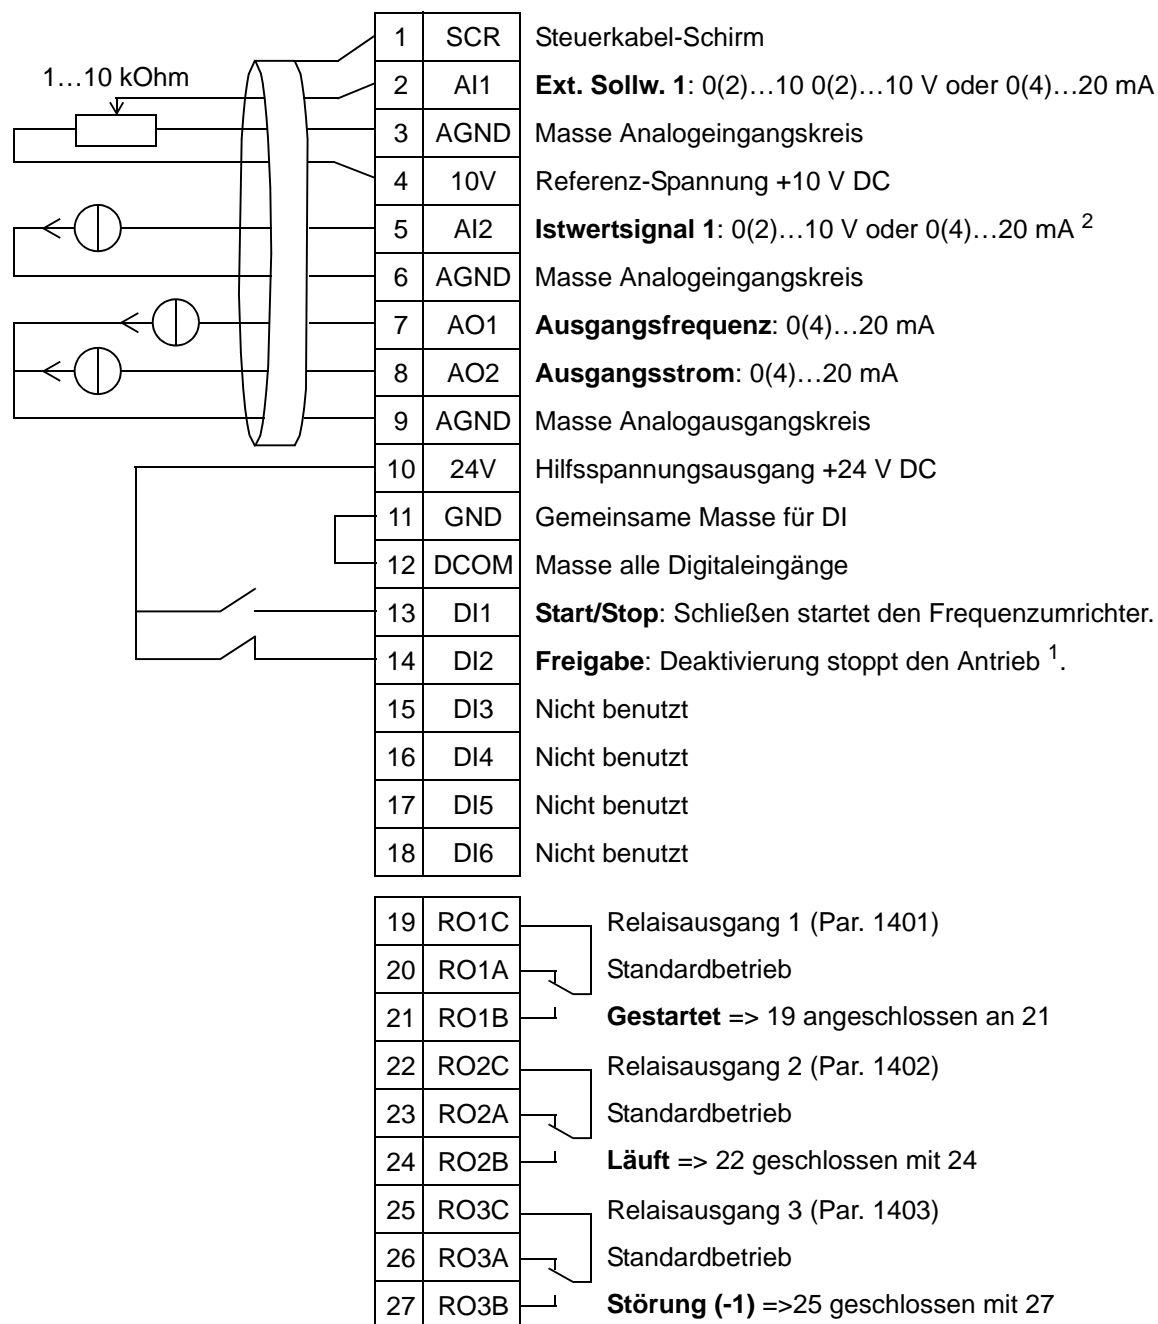 1 SCR Steuerkabel-Schirm
1…10 kOhm
2 AI1 Ext. Sollw. 1: 0(2)…10 0(2)…10 V oder 0(4)…20 mA
3 AGND Masse Analogeingangskreis
4 10V Referenz-Spannung +10 V DC
5 AI2 Istwertsignal 1: 0(2)…10 V oder 0(4)…20 mA 2
6 AGND Masse Analogeingangskreis
7 AO1 Ausgangsfrequenz: 0(4)…20 mA
8 AO2 Ausgangsstrom: 0(4)…20 mA
9 AGND Masse Analogausgangskreis
10 24V Hilfsspannungsausgang +24 V DC
11 GND Gemeinsame Masse für DI
12 DCOM Masse alle Digitaleingänge
13 DI1 Start/Stop: Schließen startet den Frequenzumrichter.
14 DI2 Freigabe: Deaktivierung stoppt den Antrieb 1.
15 DI3 Nicht benutzt
16 DI4 Nicht benutzt
17 DI5 Nicht benutzt
18 DI6 Nicht benutzt
19 RO1C Relaisausgang 1 (Par. 1401)
20 RO1A Standardbetrieb
21 RO1B Gestartet => 19 angeschlossen an 21
22 RO2C Relaisausgang 2 (Par. 1402)
23 RO2A Standardbetrieb
24 RO2B Läuft => 22 geschlossen mit 24
25 RO3C Relaisausgang 3 (Par. 1403)
26 RO3A Standardbetrieb
27 RO3B Störung (-1) =>25 geschlossen mit 27